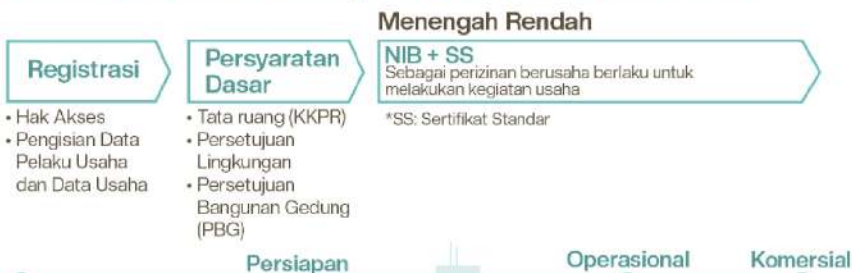 Menengah Rendah
Registrasi
• Hak Akses
• Pengisian Data
Pelaku Usaha
dan Data Usaha
Persyaratan
Dasar
• Tata ruang (KKPR)
• Persetujuan
Lingkungan
• Persetujuan
Bangunan Gedung
(PBG)
NIB + SS
Sebagai perizinan berusaha berlaku untuk
melakukan kegiatan usaha
*SS: Sertifikat Standar
Persiapan
Operasional
Komersial